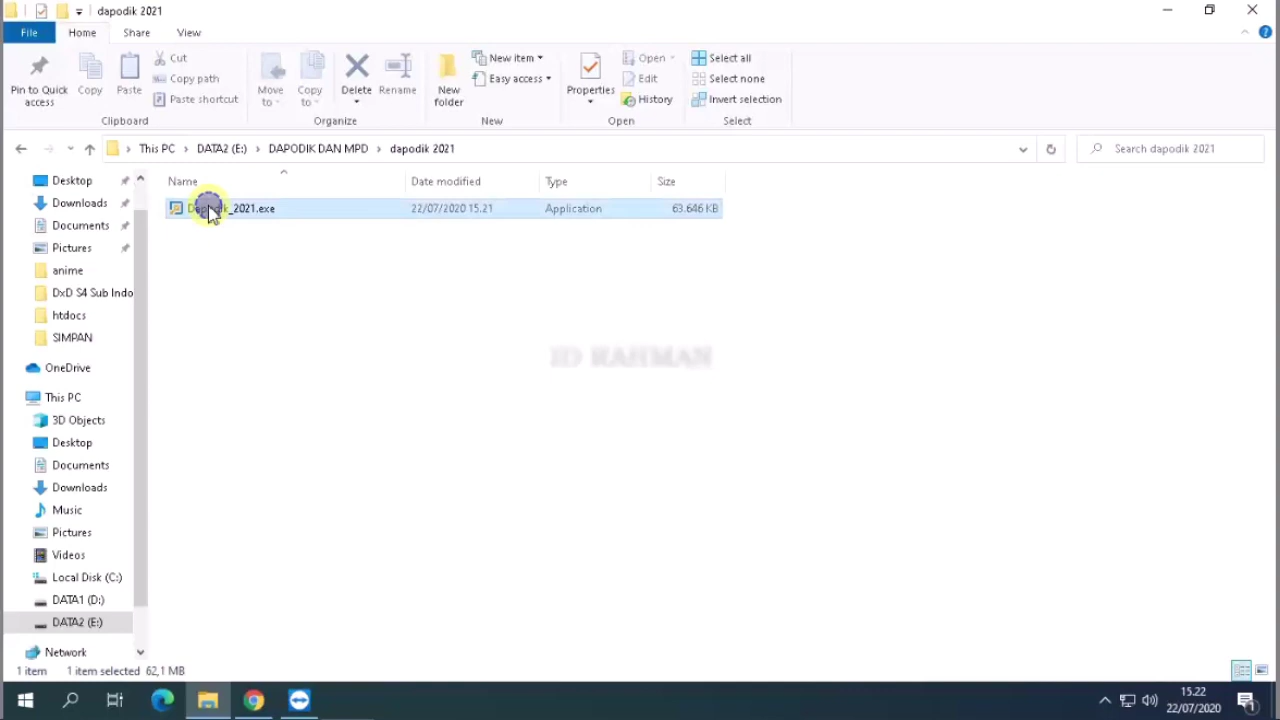 dapodik 2021
File Home Share View
Pin to Quick access
Copy
Paste
Cut
Copy path
Paste shortcut
Clipboard
Move to
Copy to
Delete
Rename
Organize
New folder
New item
Easy access
New
Properties
Open
Edit
History
Open
Select all
Select none
Invert selection
Select
This PC > DATA2 (E:) > DAPODIK DAN MPD > dapodik 2021
Search dapodik 2021
Name Date modified Type Size
Dapodik_2021.exe 22/07/2020 15.21 Application 63.646 KB
Desktop
Downloads
Documents
Pictures
anime
DxD S4 Sub Indo
htdocs
SIMPAN
OneDrive
This PC
3D Objects
Desktop
Documents
Downloads
Music
Pictures
Videos
Local Disk (C:)
DATA1 (D:)
DATA2 (E:)
Network
ID RAHMAN
1 item 1 item selected 62,1 MB
15.22
22/07/2020
1